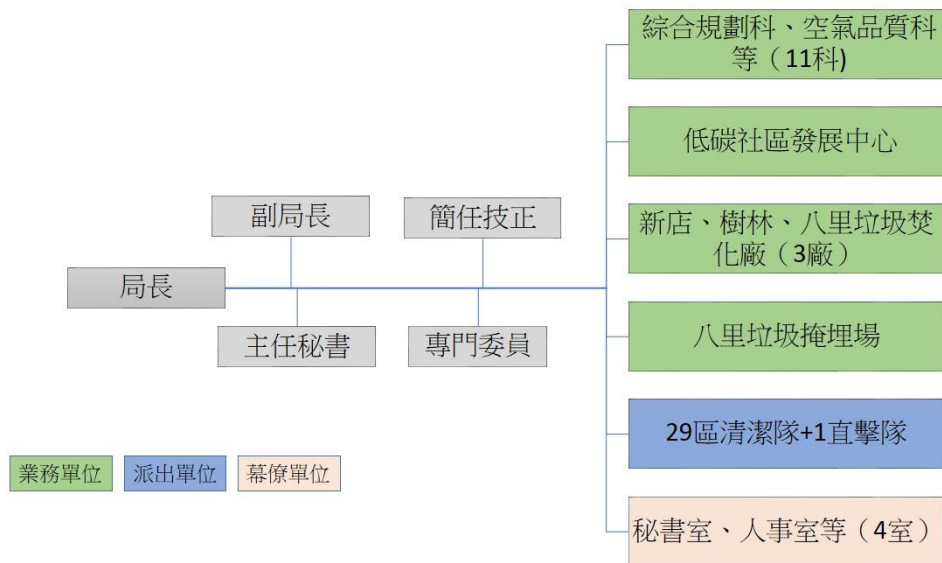 綜合規劃科、空氣品質科
等（11科)
低碳社區發展中心
副局長
簡任技正
新店、樹林、八里垃圾焚
化廠（3廠）
局長
主任秘書
專門委員
八里垃圾掩埋場
29區清潔隊+1直擊隊
業務單位
派出單位
幕僚單位
秘書室、人事室等（4室）